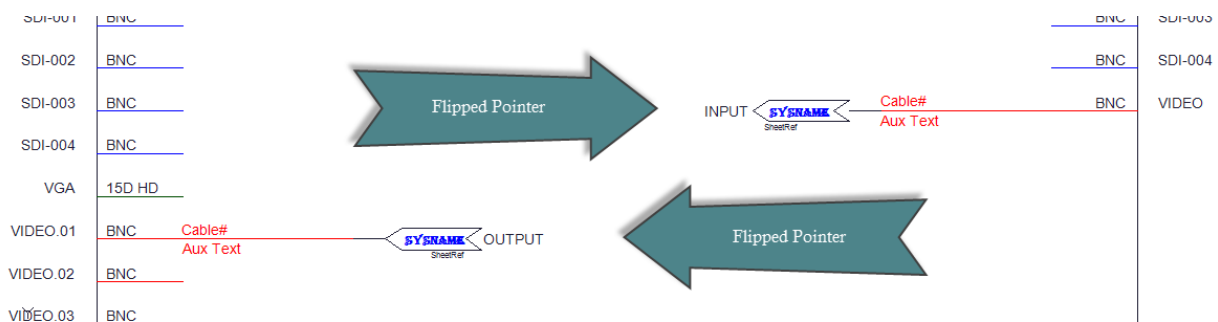 SDI-001 BNC
SDI-002 BNC
SDI-003 BNC
SDI-004 BNC
VGA 15D HD
VIDEO.01 BNC Cable#
Aux Text
SYSNAME OUTPUT
SheetRef
VIDEO.02 BNC
VIDEO.03 BNC
Flipped Pointer
Flipped Pointer
BNC SDI-003
BNC SDI-004
INPUT SYSNAME Cable# BNC VIDEO
SheetRef Aux Text